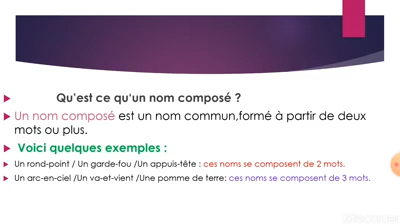 Qu'est ce qu'un nom composé ?
Un nom composé est un nom commun,formé à partir de deux
mots ou plus.
Voici quelques exemples :
Un rond-point / Un garde-fou /Un appuis-tête : ces noms se composent de 2 mots.
Un arc-en-ciel /Un va-et-vient /Une pomme de terre: ces noms se composent de 3 mots.